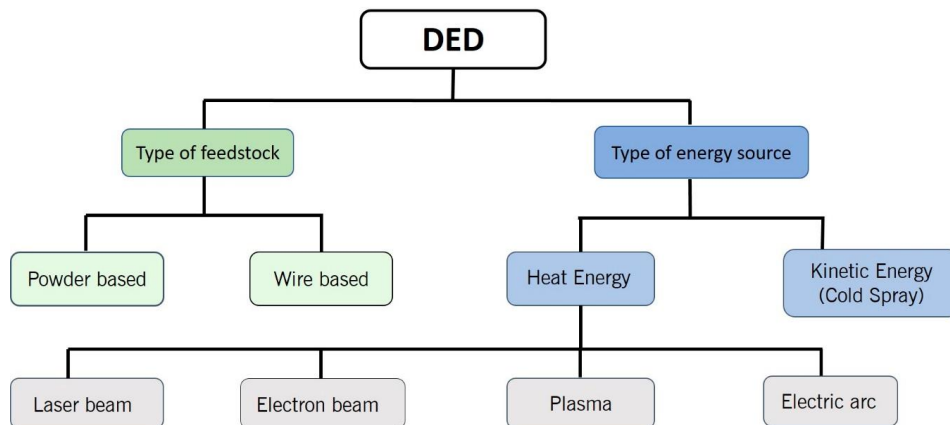 DED
Type of feedstock
Type of energy source
Powder based
Wire based
Heat Energy
Kinetic Energy
(Cold Spray)
Laser beam
Electron beam
Plasma
Electric arc